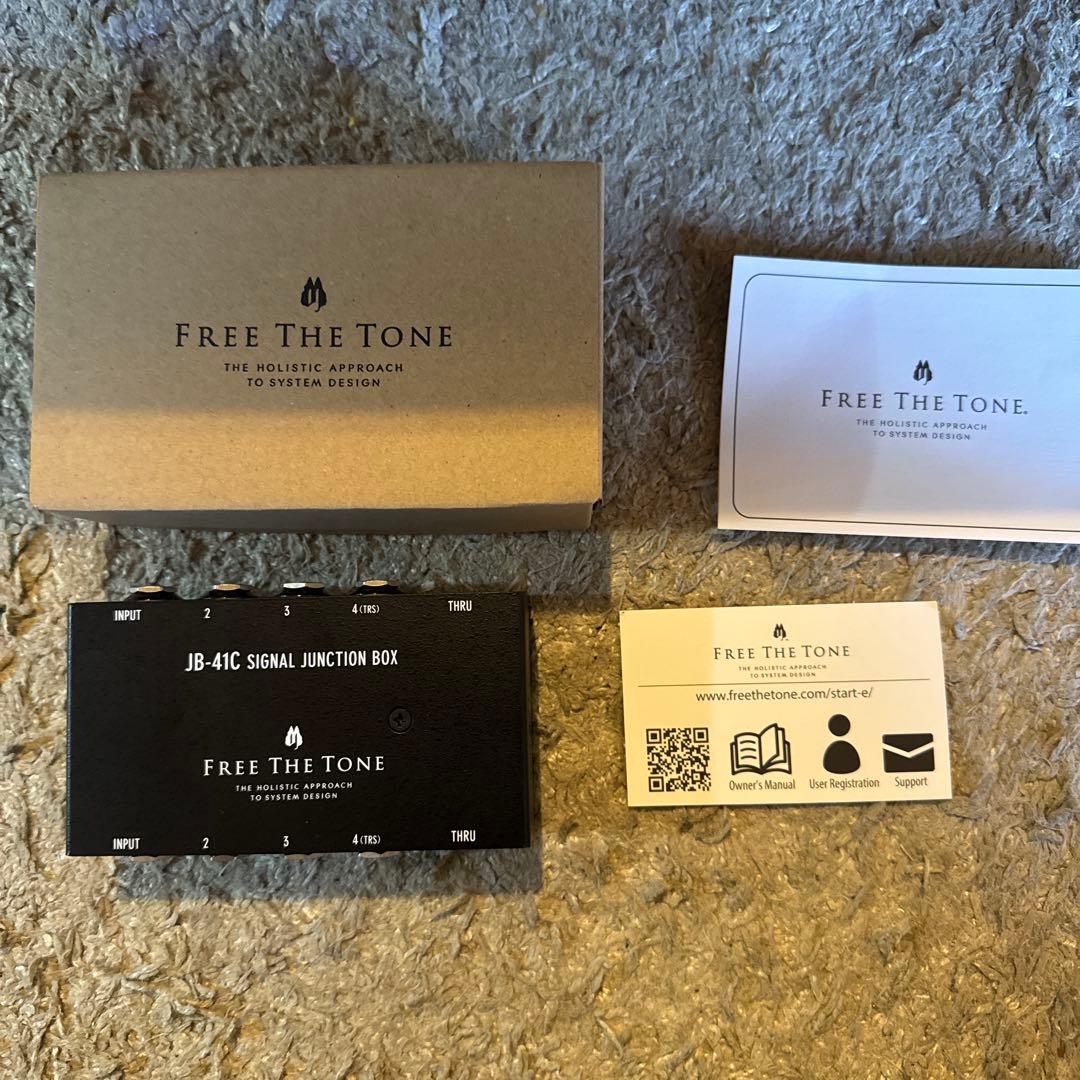 FREE THE TONE
THE HOLISTIC APPROACH
TO SYSTEM DESIGN
FREE THE TONE®
THE HOLISTIC APPROACH
TO SYSTEM DESIGN
INPUT 2 3 4(TRS) THRU
JB-41C SIGNAL JUNCTION BOX
FREE THE TONE
THE HOLISTIC APPROACH
TO SYSTEM DESIGN
INPUT 2 3 4(TRS) THRU
FREE THE TONE
THE HOLISTIC APPROACH
TO SYSTEM DESIGN
www.freethetone.com/start-e/
Owner's Manual User Registration Support